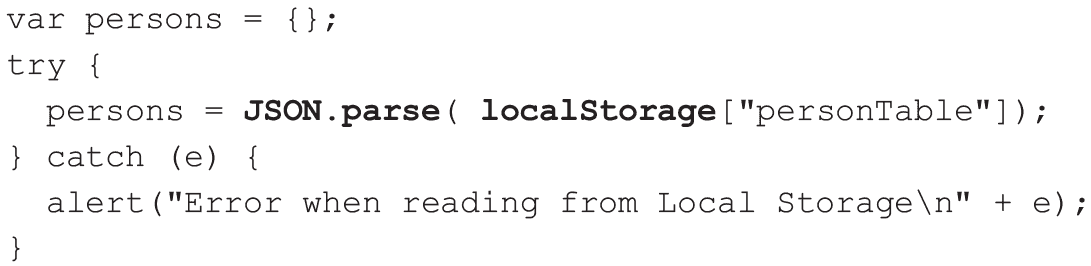 var persons = {};
try {
  persons = JSON.parse( localStorage["personTable"]);
} catch (e) {
  alert("Error when reading from Local Storage\n" + e);
}